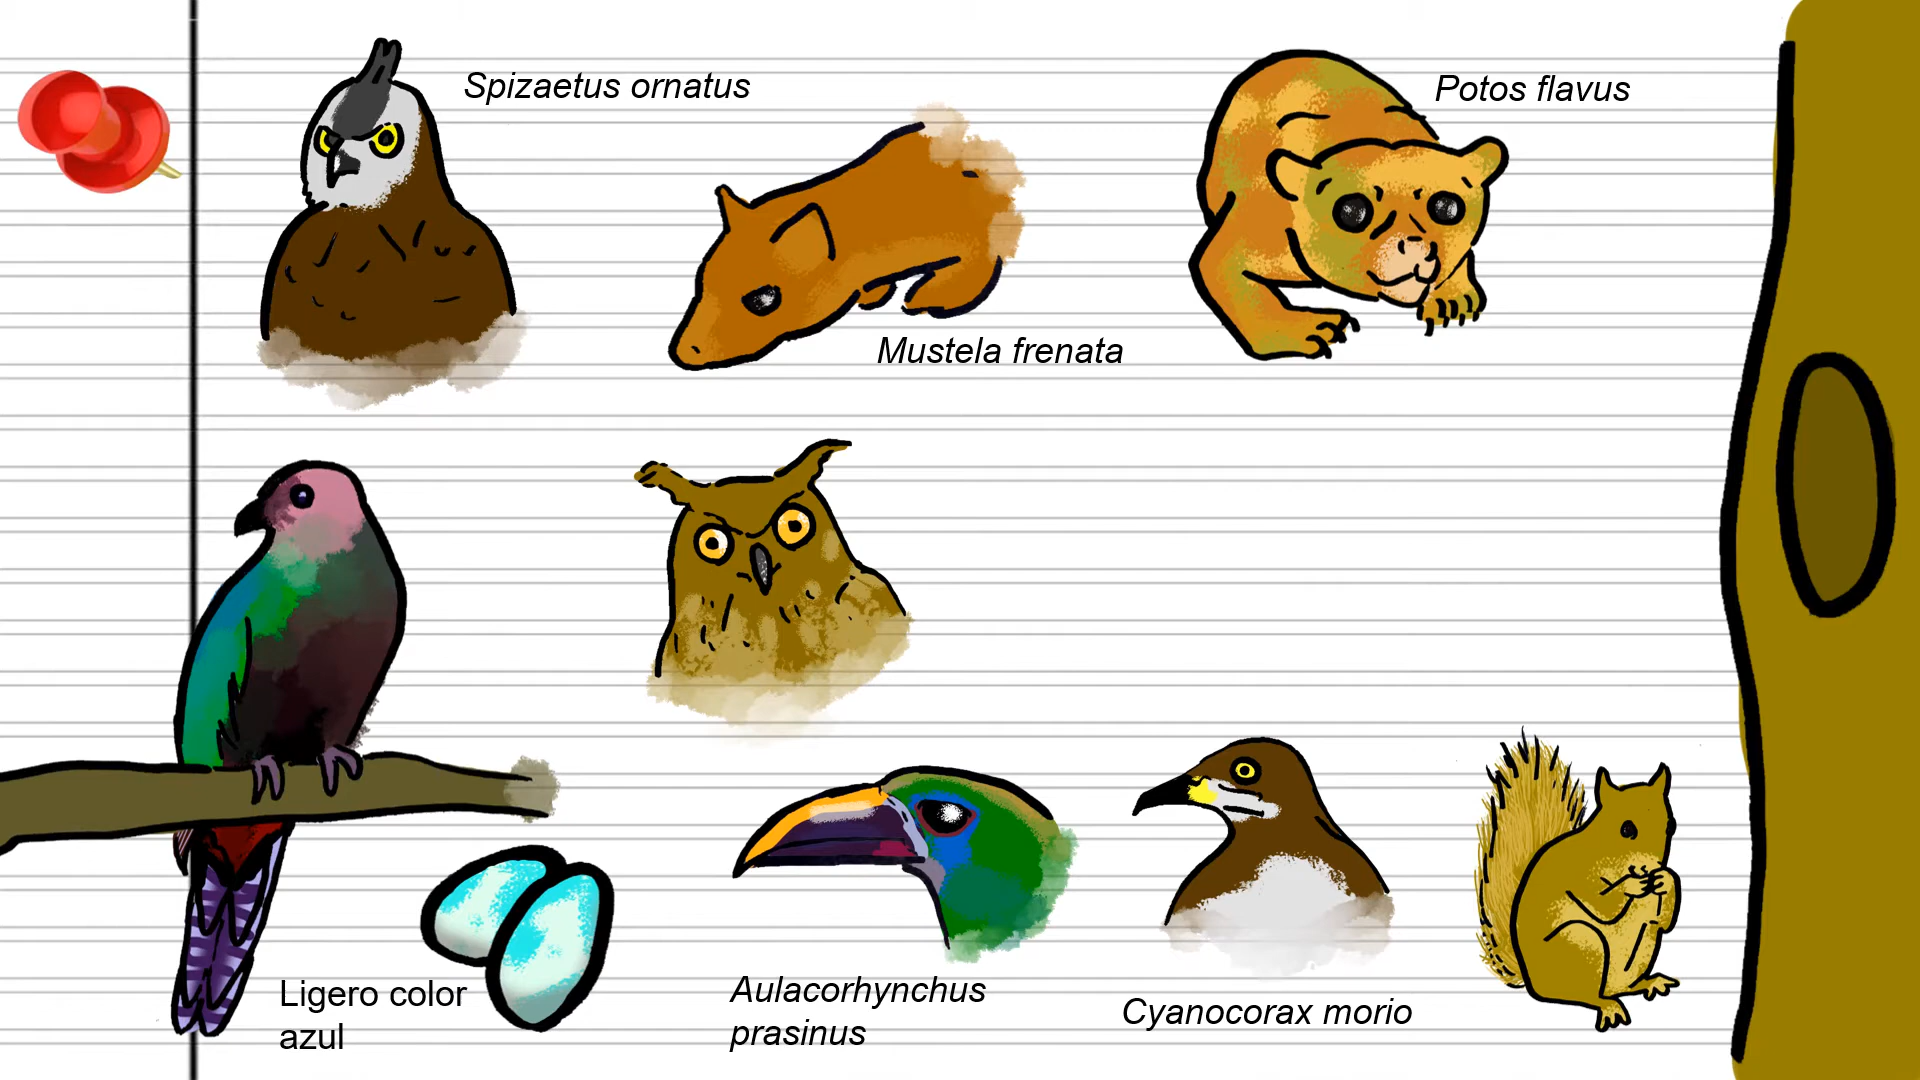 Spizaetus ornatus
Potos flavus
Mustela frenata
Ligero color
azul
Aulacorhynchus
prasinus
Cyanocorax morio